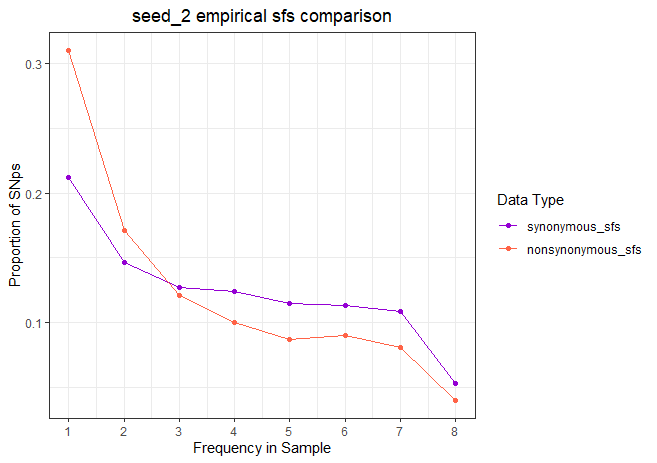 seed_2 empirical sfs comparison
Proportion of SNps
0.3
0.2
0.1
1 2 3 4 5 6 7 8
Frequency in Sample
Data Type
synonymous_sfs
nonsynonymous_sfs